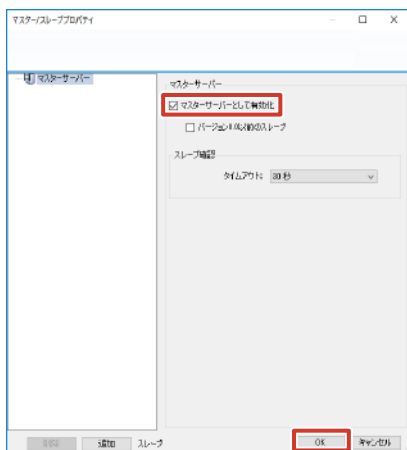 マスター/スレーブプロパティ
マスターサーバー
マスターサーバー
マスターサーバーとして有効化
スレーブ確認
タイムアウト: 30 秒
削除
追加
スレーブ
OK
キャンセル